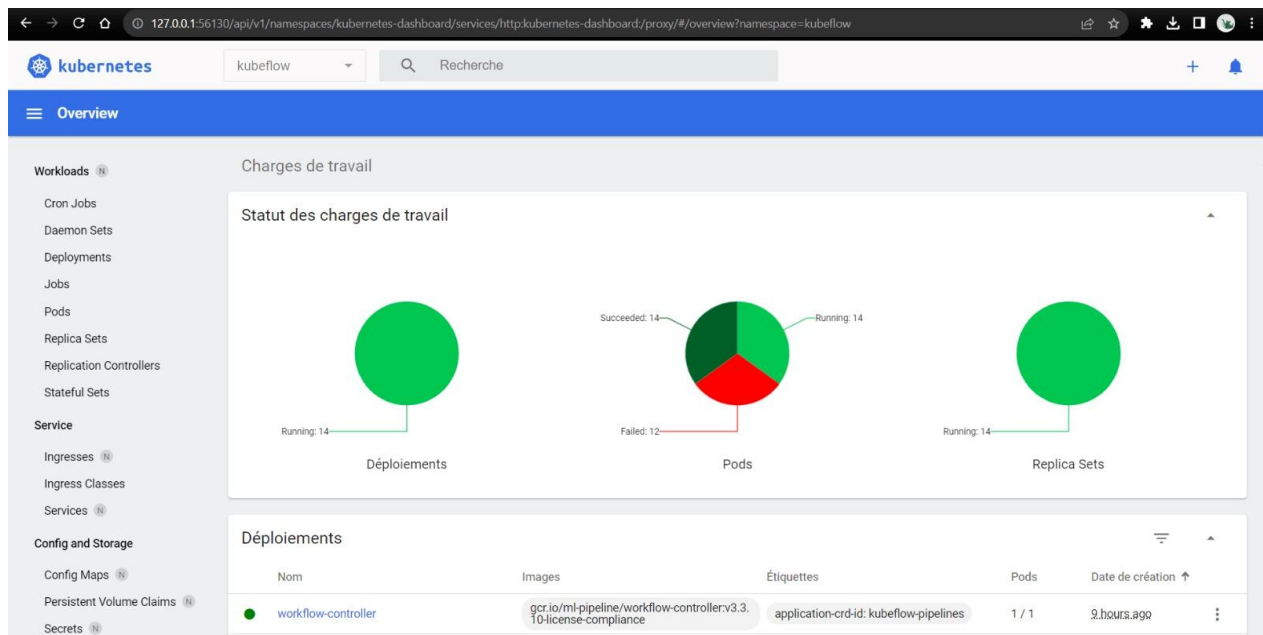 127.0.0.1:56130/api/v1/namespaces/kubernetes-dashboard/services/http:kubernetes-dashboard:/proxy/#/overview?namespace=kubeflow
kubernetes
kubeflow
Recherche
Overview
Workloads N
Cron Jobs
Daemon Sets
Deployments
Jobs
Pods
Replica Sets
Replication Controllers
Stateful Sets
Service
Ingresses N
Ingress Classes
Services N
Config and Storage
Config Maps N
Persistent Volume Claims N
Secrets N
Charges de travail
Statut des charges de travail
Running: 14
Déploiements
Succeeded: 14
Running: 14
Failed: 12
Pods
Running: 14
Replica Sets
Déploiements
Nom Images Étiquettes Pods Date de création
workflow-controller gcr.io/ml-pipeline/workflow-controller:v3.3.
10-license-compliance application-crd-id: kubeflow-pipelines 1 / 1 9 hours ago